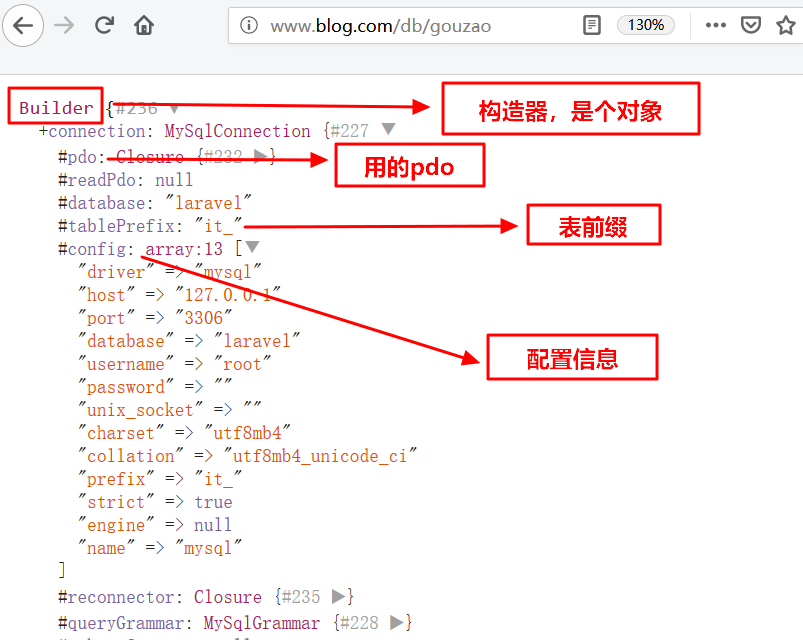 www.blog.com/db/gouzao
130%
Builder {#236 ▼
构造器，是个对象
+connection: MySqlConnection {#227 ▼
#pdo: Closure {#232 ▶}
用的pdo
#readPdo: null
#database: "laravel"
#tablePrefix: "it_"
表前缀
#config: array:13 [▼
"driver" => "mysql"
"host" => "127.0.0.1"
"port" => "3306"
"database" => "laravel"
配置信息
"username" => "root"
"password" => ""
"unix_socket" => ""
"charset" => "utf8mb4"
"collation" => "utf8mb4_unicode_ci"
"prefix" => "it_"
"strict" => true
"engine" => null
"name" => "mysql"
]
#reconnector: Closure {#235 ▶}
#queryGrammar: MySqlGrammar {#228 ▶}